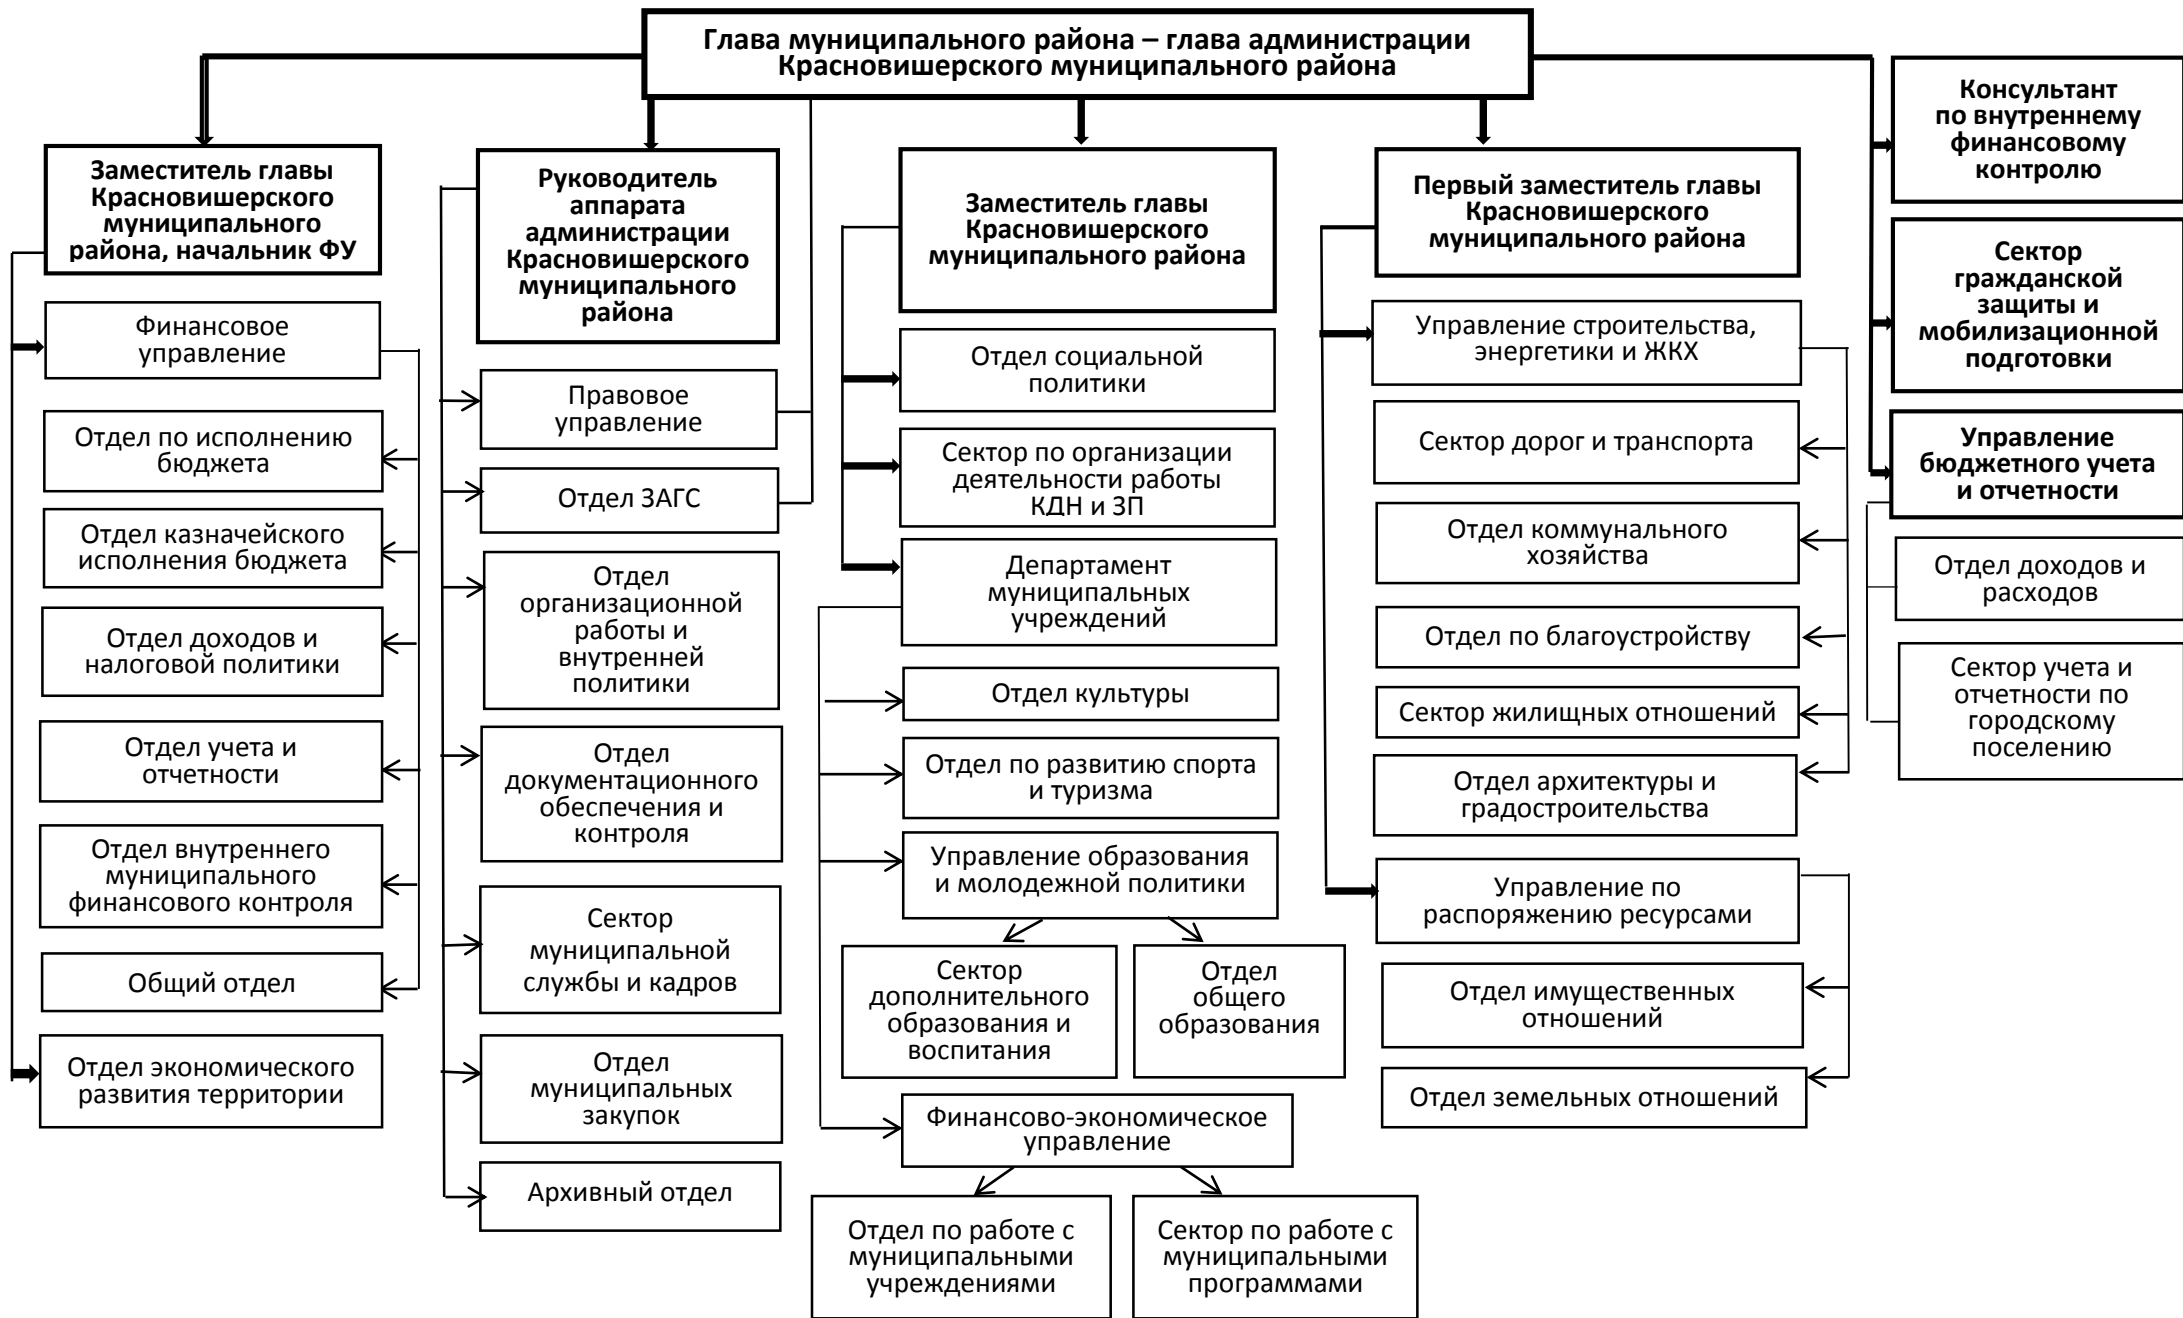 Глава муниципального района – глава администрации
Красновишерского муниципального района
Заместитель главы
Красновишерского
муниципального
района, начальник ФУ
Финансовое
управление
Отдел по исполнению
бюджета
Отдел казначейского
исполнения бюджета
Отдел доходов и
налоговой политики
Отдел учета и
отчетности
Отдел внутреннего
муниципального
финансового контроля
Общий отдел
Отдел экономического
развития территории
Руководитель
аппарата
администрации
Красновишерского
муниципального
района
Правовое
управление
Отдел ЗАГС
Отдел
организационной
работы и
внутренней
политики
Отдел
документационного
обеспечения и
контроля
Сектор
муниципальной
службы и кадров
Отдел
муниципальных
закупок
Архивный отдел
Заместитель главы
Красновишерского
муниципального района
Отдел социальной
политики
Сектор по организации
деятельности работы
КДН и ЗП
Департамент
муниципальных
учреждений
Отдел культуры
Отдел по развитию спорта
и туризма
Управление образования
и молодежной политики
Сектор
дополнительного
образования и
воспитания
Отдел
общего
образования
Финансово-экономическое
управление
Отдел по работе с
муниципальными
учреждениями
Сектор по работе с
муниципальными
программами
Первый заместитель главы
Красновишерского
муниципального района
Управление строительства,
энергетики и ЖКХ
Сектор дорог и транспорта
Отдел коммунального
хозяйства
Отдел по благоустройству
Сектор жилищных отношений
Отдел архитектуры и
градостроительства
Управление по
распоряжению ресурсами
Отдел имущественных
отношений
Отдел земельных отношений
Консультант
по внутреннему
финансовому
контролю
Сектор
гражданской
защиты и
мобилизационной
подготовки
Управление
бюджетного учета
и отчетности
Отдел доходов и
расходов
Сектор учета и
отчетности по
городскому
поселению